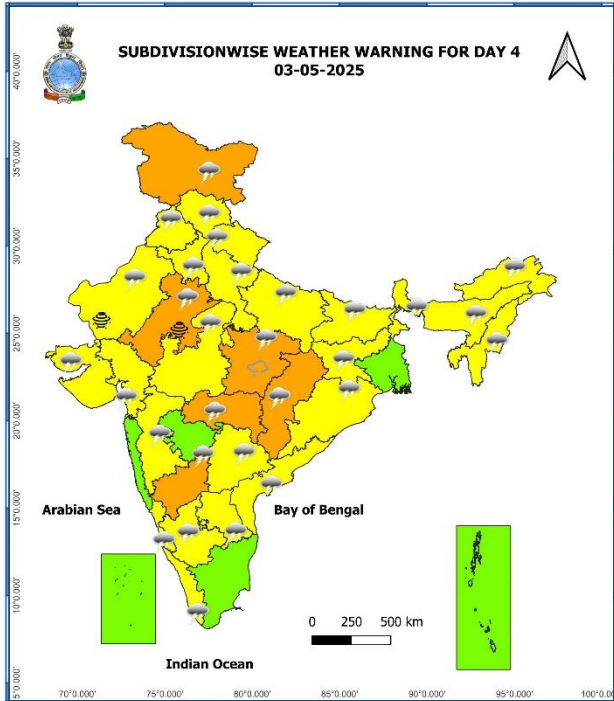 SUBDIVISIONWISE WEATHER WARNING FOR DAY 4
03-05-2025
40°0.000'
35°0.000'
30°0.000'
25°0.000'
20°0.000'
15°0.000'
10°0.000'
5°0.000'
Arabian Sea
Bay of Bengal
0 250 500 km
Indian Ocean
70°0.000' 75°0.000' 80°0.000' 85°0.000' 90°0.000' 95°0.000' 100°0.000'